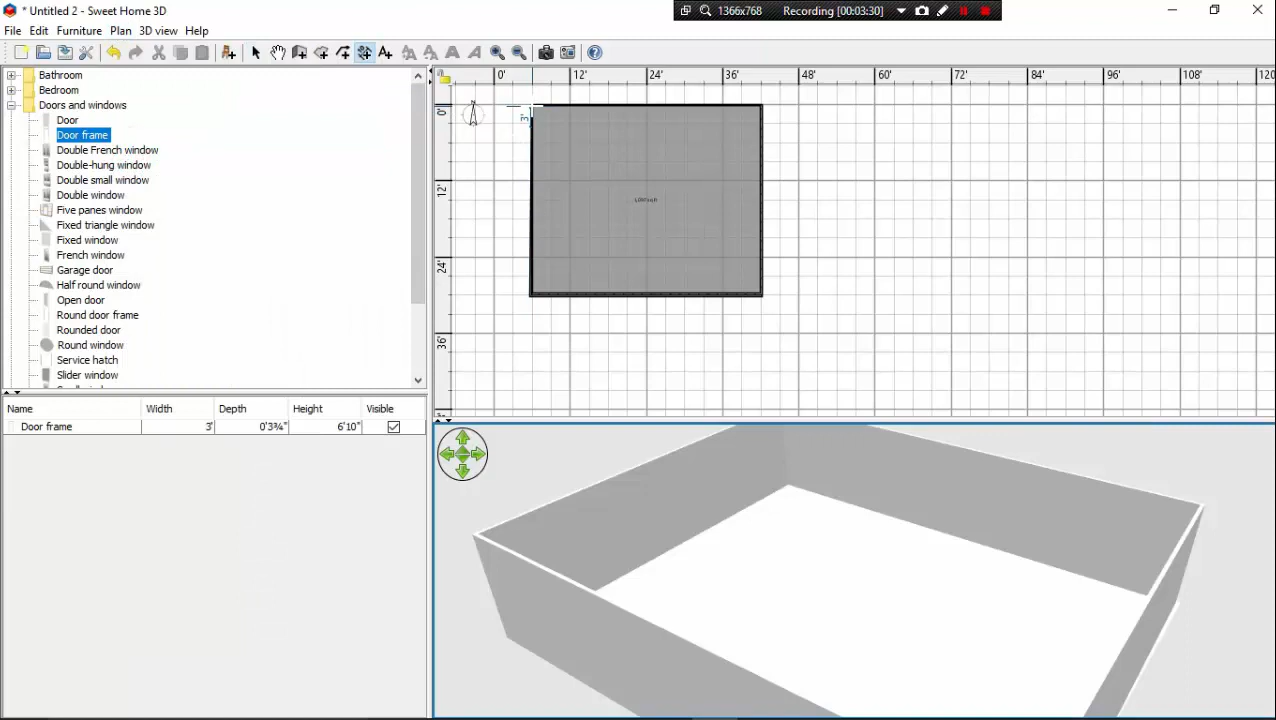 * Untitled 2 - Sweet Home 3D
1366x768
Recording [00:03:30]
File Edit Furniture Plan 3D view Help
Bathroom
Bedroom
Doors and windows
Door
Door frame
Double French window
Double-hung window
Double small window
Double window
Five panes window
Fixed triangle window
Fixed window
French window
Garage door
Half round window
Open door
Round door frame
Rounded door
Round window
Service hatch
Slider window
0' 12' 24' 36' 48' 60' 72' 84' 96' 108' 120
0'
12'
24'
36'
N
3'
Name Width Depth Height Visible
Door frame 3' 0'3¾" 6'10"